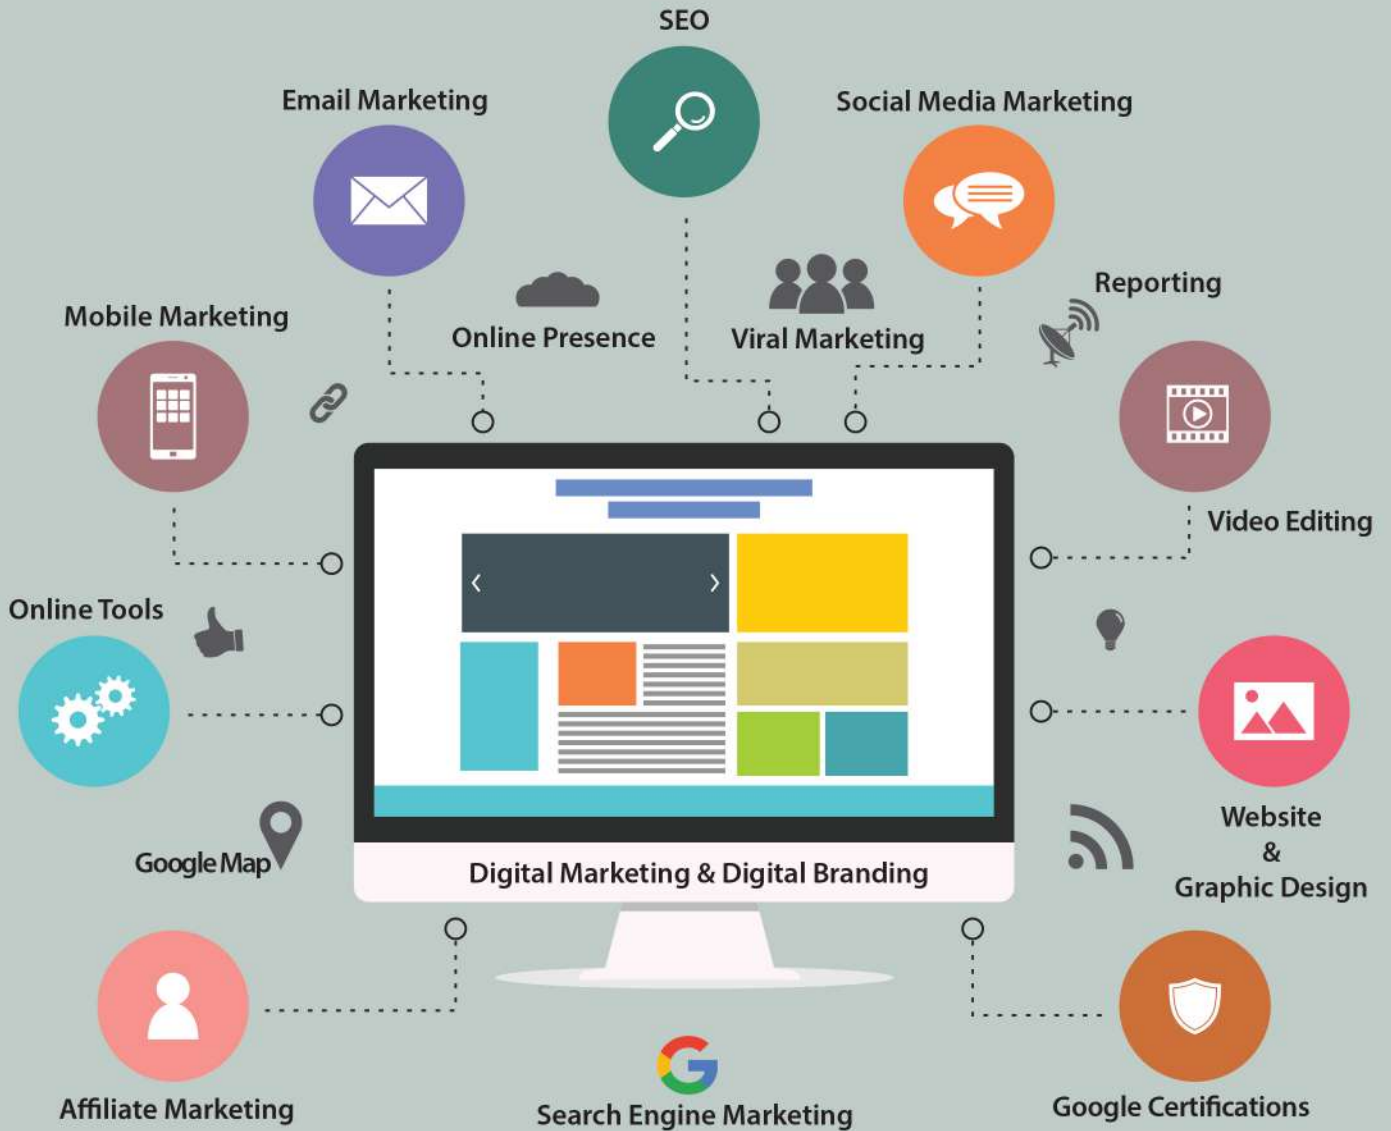 SEO
Email Marketing
Social Media Marketing
Reporting
Mobile Marketing
Online Presence
Viral Marketing
Video Editing
Online Tools
Website
&
Graphic Design
Google Map
Digital Marketing & Digital Branding
Affiliate Marketing
Search Engine Marketing
Google Certifications